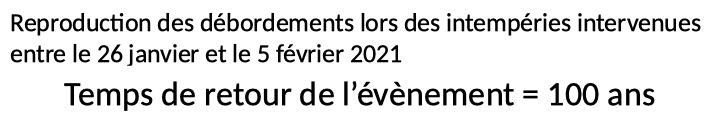 Reproduction des débordements lors des intempéries intervenues
entre le 26 janvier et le 5 février 2021
Temps de retour de l’évènement = 100 ans